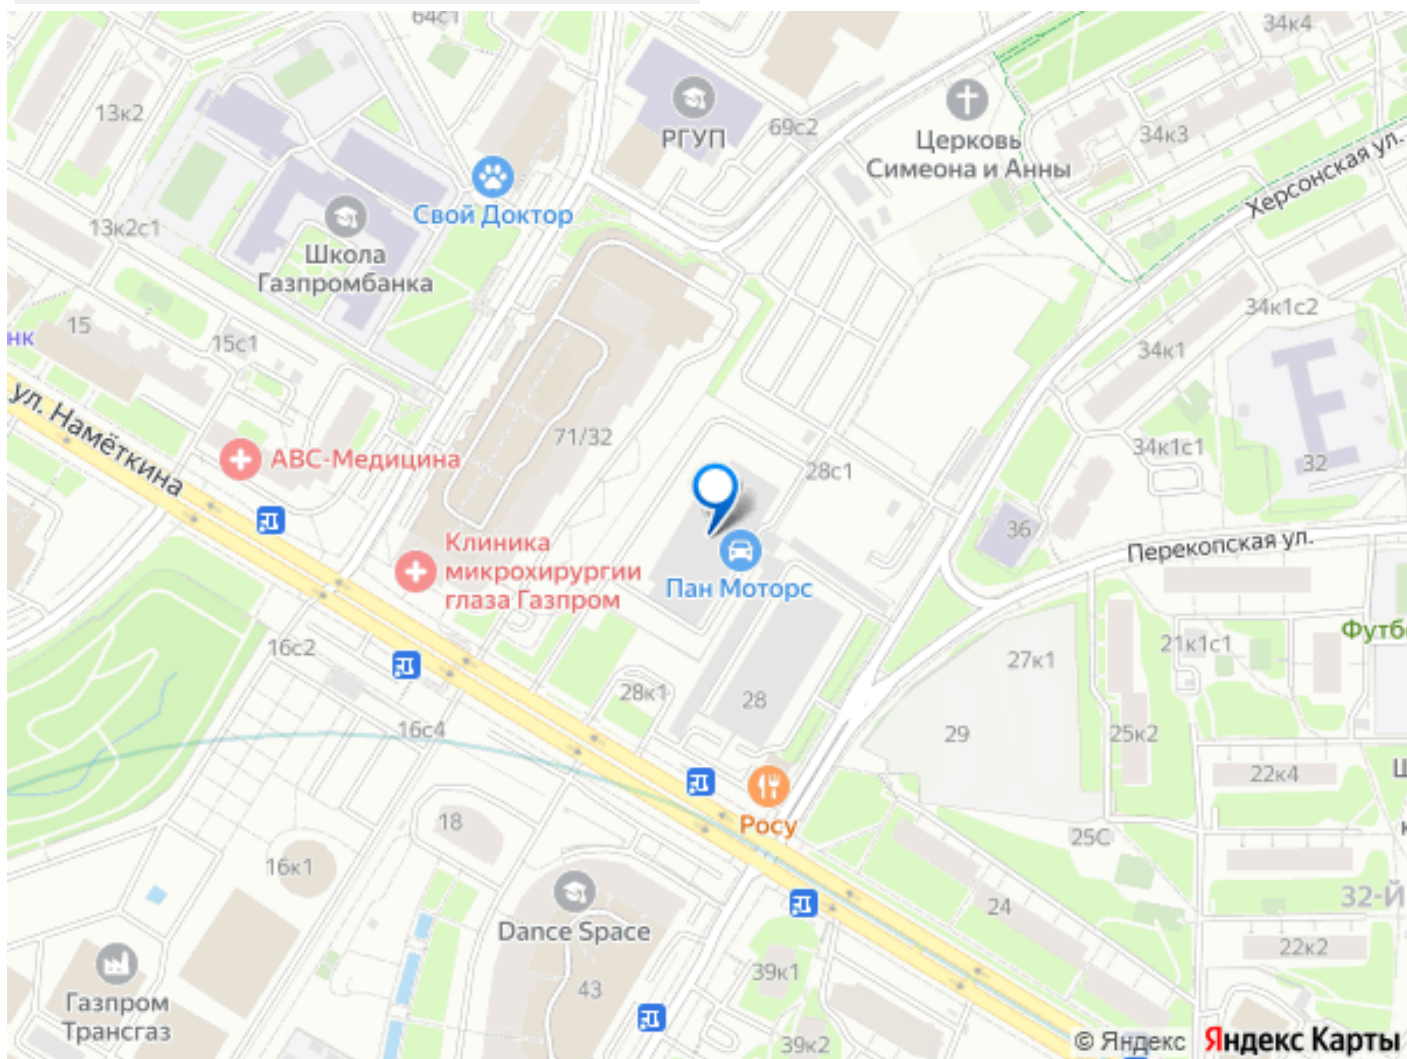 64с1
34к4
РГУП
69с2
13к2
Церковь
Симеона и Анны
34к3
Херсонская ул.
Свой Доктор
13к2с1
Школа
Газпромбанка
34к1с2
15
нк
15с1
34к1
ул. Намёткина
71/32
АВС-Медицина
28с1
34к1с1
32
36
Клиника
микрохирургии
глаза Газпром
Перекопская ул.
Пан Моторс
Футб
16с2
21к1с1
27к1
28к1
28
16с4
29
25к2
22к4
Ш
18
Росу
25С
к
16к1
24
32-Й
Dance Space
22к2
39к1
43
Газпром
Трансгаз
39к2
© Яндекс
Яндекс Карты